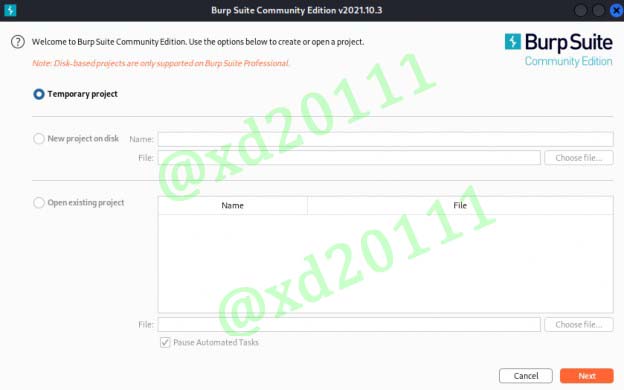 Burp Suite Community Edition v2021.10.3
Welcome to Burp Suite Community Edition. Use the options below to create or open a project.
Note: Disk-based projects are only supported on Burp Suite Professional.
Burp Suite
Community Edition
Temporary project
New project on disk Name:
File: Choose file...
Open existing project Name File
File: Choose file...
Pause Automated Tasks
Cancel Next
@xd20111
@xd20111